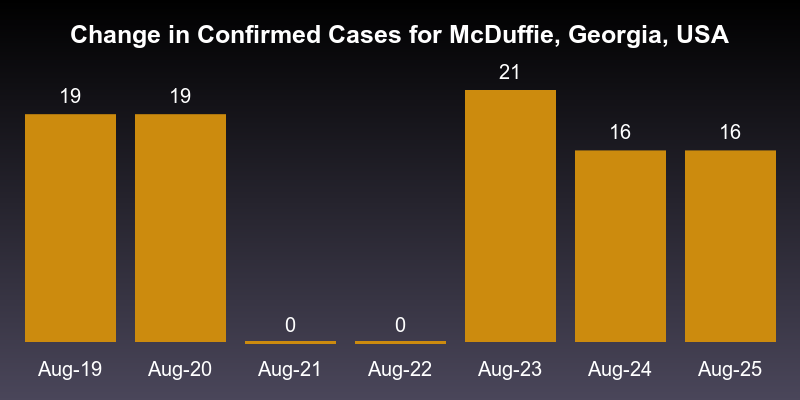 Change in Confirmed Cases for McDuffie, Georgia, USA
19 19 0 0 21 16 16
Aug-19 Aug-20 Aug-21 Aug-22 Aug-23 Aug-24 Aug-25